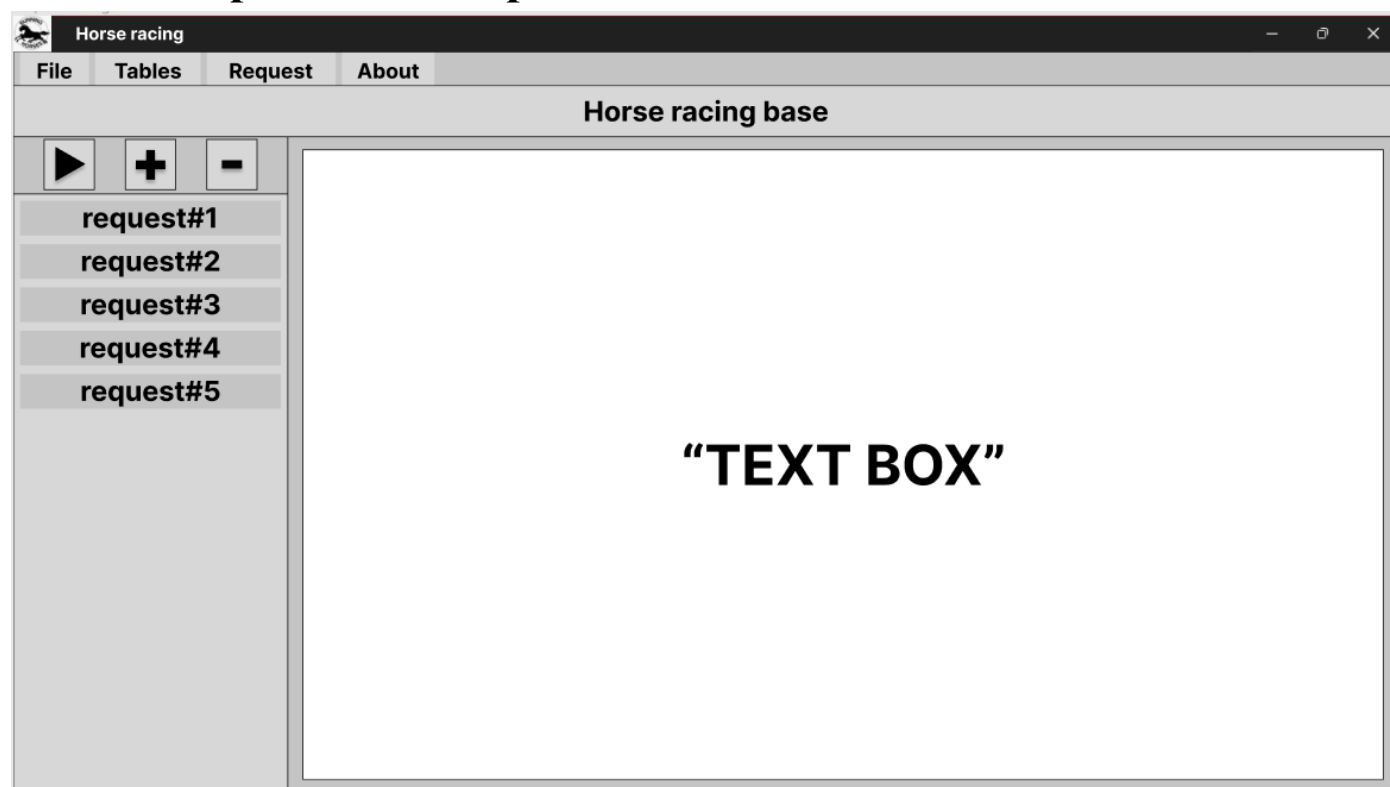 Horse racing
File Tables Request About
Horse racing base
request#1
request#2
request#3
request#4
request#5
“TEXT BOX”